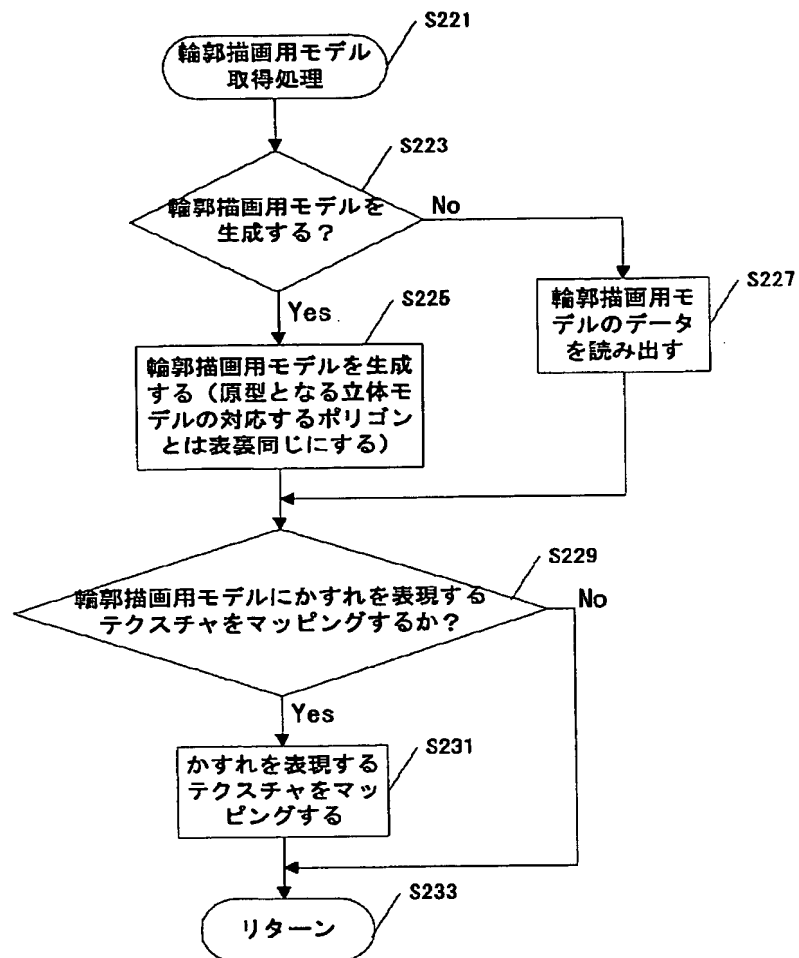 S221
輪郭描画用モデル
取得処理
S223
輪郭描画用モデルを
生成する?
No
Yes
S225
輪郭描画用モデルを生成
する(原型となる立体モ
デルの対応するポリゴン
とは表裏同じにする)
S227
輪郭描画用モ
デルのデータ
を読み出す
S229
輪郭描画用モデルにかすれを表現する
テクスチャをマッピングするか?
No
Yes
S231
かすれを表現する
テクスチャをマッ
ピングする
S233
リターン